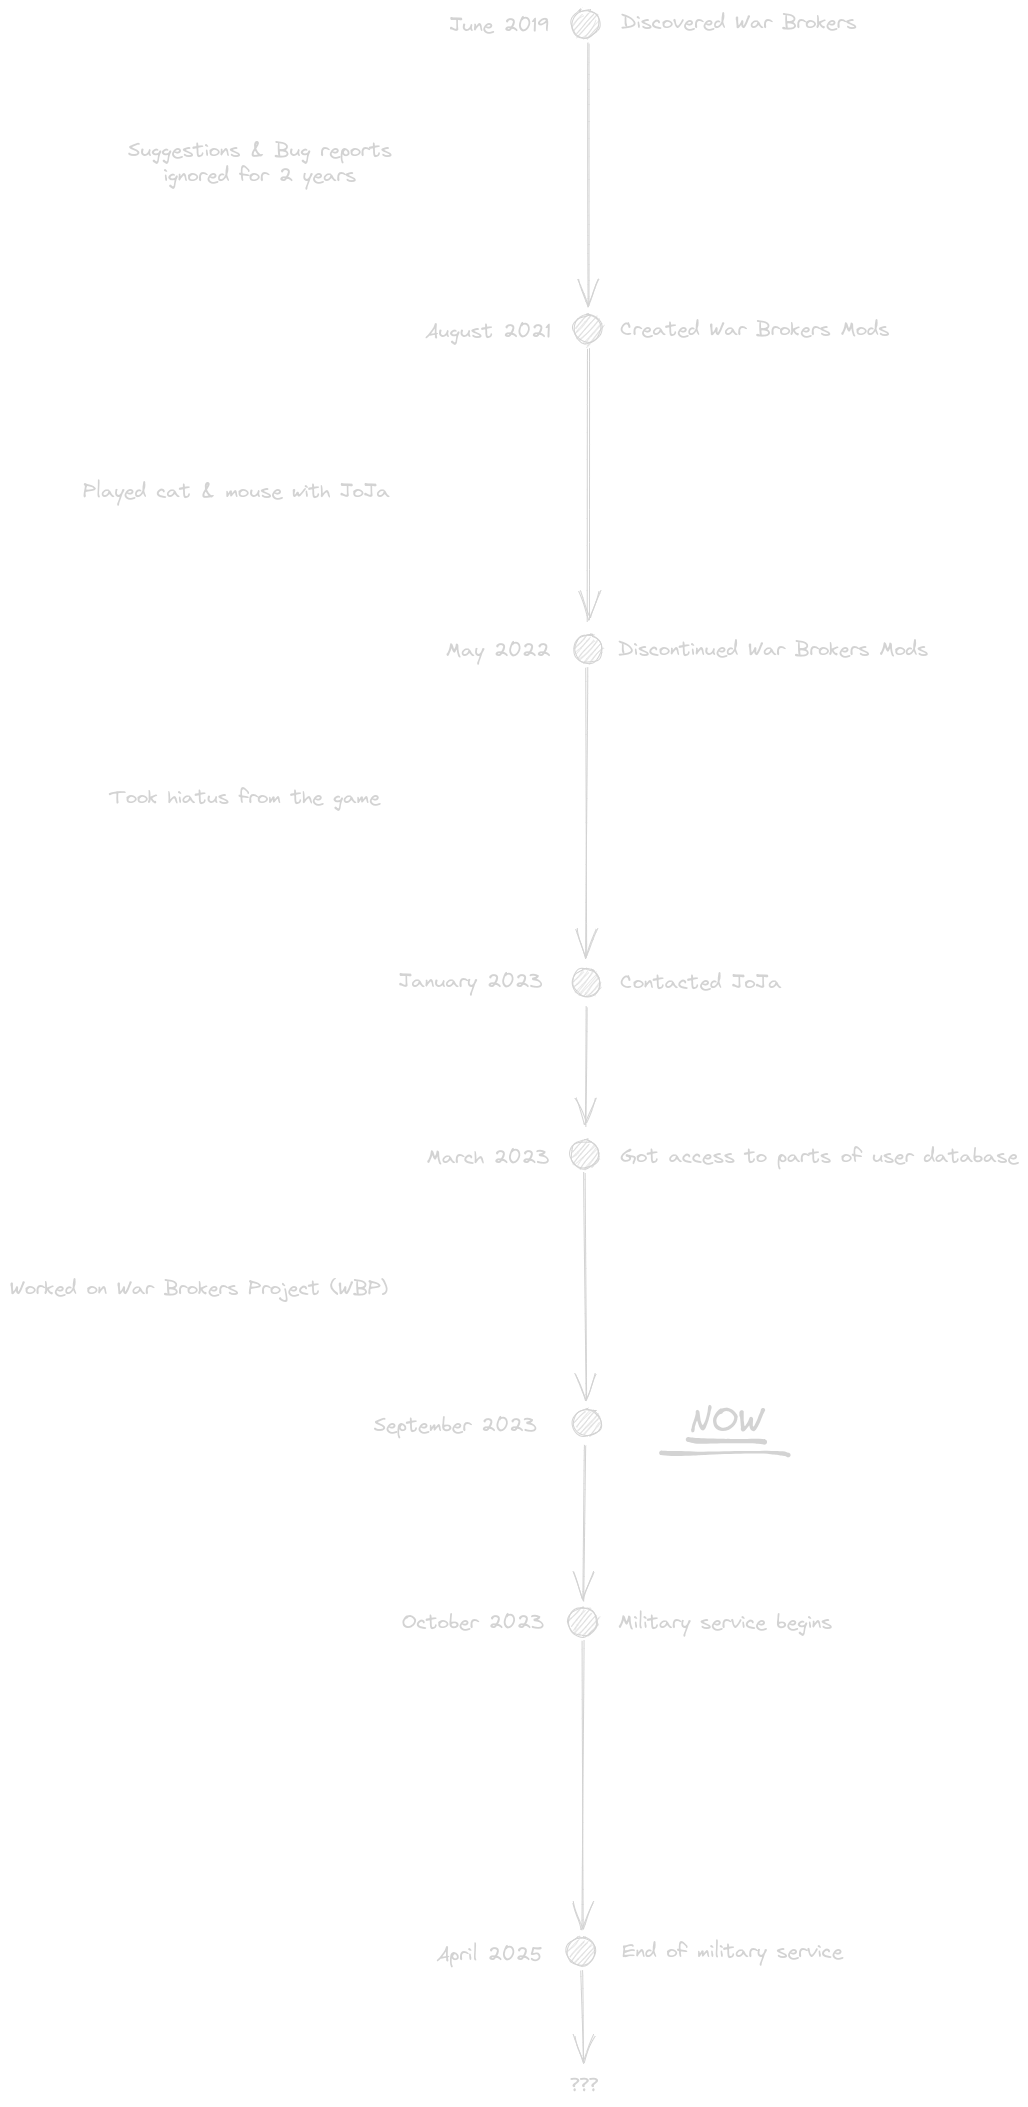 June 2019
Discovered War Brokers
Suggestions & Bug reports
ignored for 2 years
August 2021
Created War Brokers Mods
Played cat & mouse with JoJa
May 2022
Discontinued War Brokers Mods
Took hiatus from the game
January 2023
Contacted JoJa
March 2023
Got access to parts of user database
Worked on War Brokers Project (WBP)
September 2023
NOW
October 2023
Military service begins
April 2025
End of military service
???